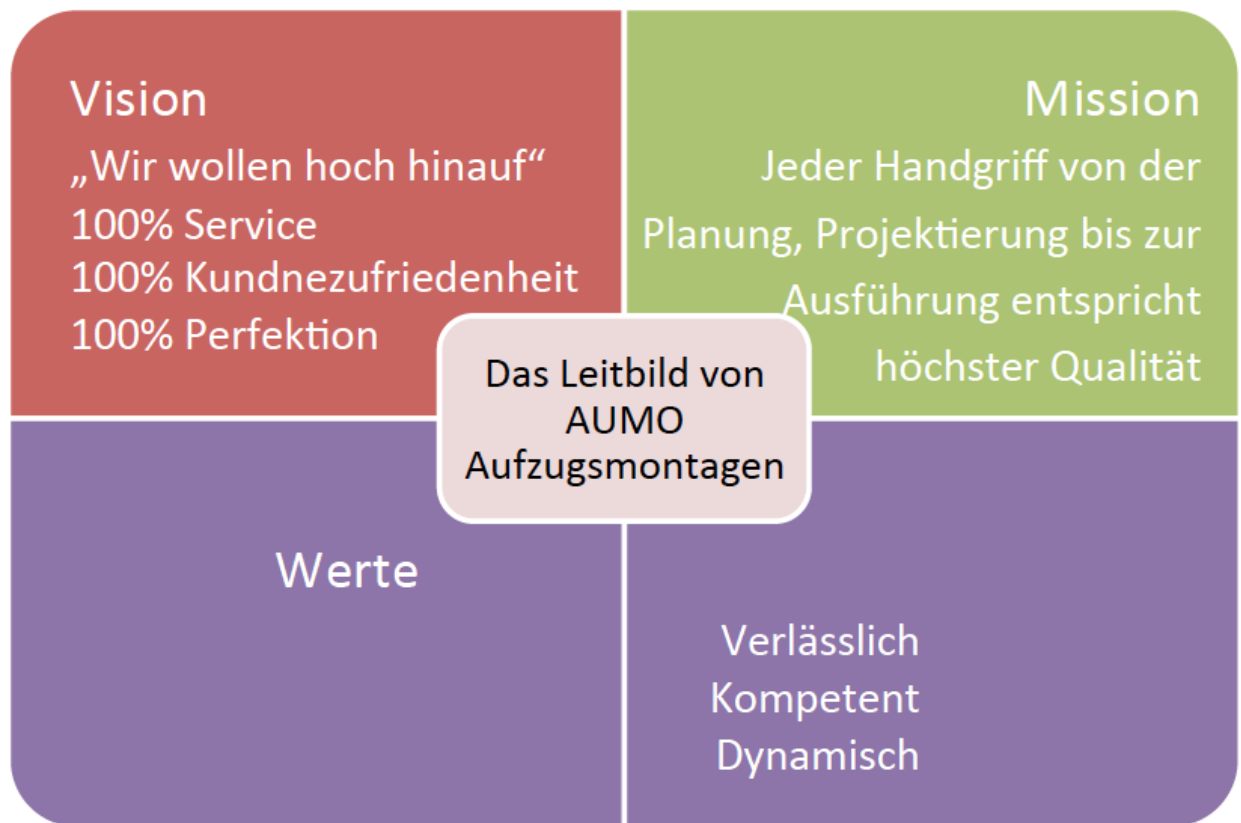 Vision
„Wir wollen hoch hinauf“
100% Service
100% Kundnezufriedenheit
100% Perfektion
Mission
Jeder Handgriff von der
Planung, Projektierung bis zur
Ausführung entspricht
höchster Qualität
Das Leitbild von
AUMO
Aufzugsmontagen
Werte
Verlässlich
Kompetent
Dynamisch